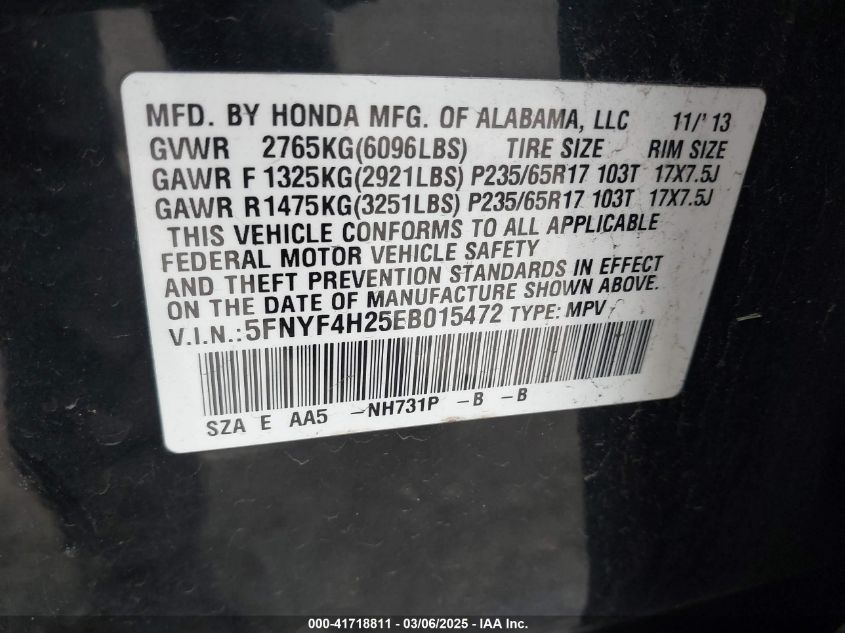 MFD. BY HONDA MFG. OF ALABAMA, LLC 11/'13
GVWR 2765KG(6096LBS) TIRE SIZE RIM SIZE
GAWR F 1325KG(2921LBS) P235/65R17 103T 17X7.5J
GAWR R1475KG(3251LBS) P235/65R17 103T 17X7.5J
THIS VEHICLE CONFORMS TO ALL APPLICABLE
FEDERAL MOTOR VEHICLE SAFETY
AND THEFT PREVENTION STANDARDS IN EFFECT
ON THE DATE OF MANUFACTURE SHOWN ABOVE.
V.I.N.:5FNYF4H25EB015472 TYPE: MPV
SZA E AA5 -NH731P -B -B
000-41718811 - 03/06/2025 - IAA Inc.